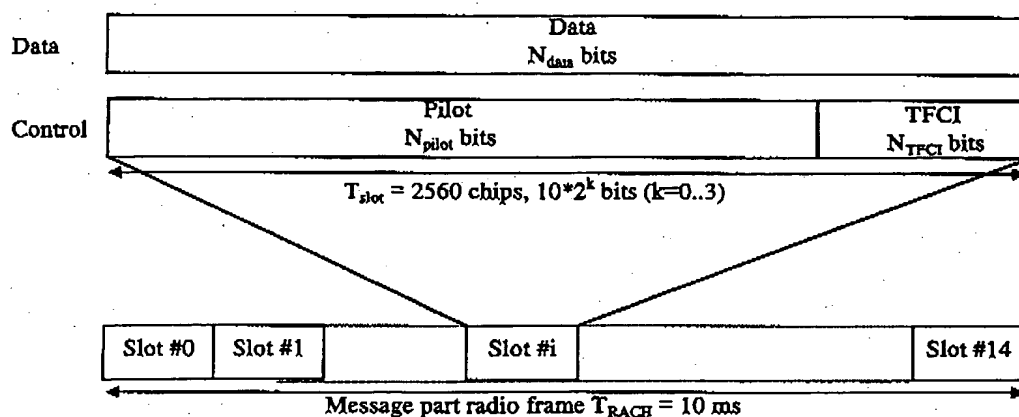 Data
Data
N_data bits
Control
Pilot
N_pilot bits
TFCI
N_TFCI bits
T_slot = 2560 chips, 10*2^k bits (k=0..3)
Slot #0
Slot #1
Slot #i
Slot #14
Message part radio frame T_RACH = 10 ms